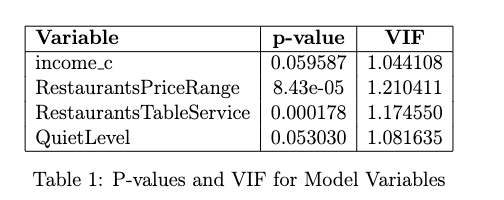 Variable p-value VIF
income_c 0.059587 1.044108
RestaurantsPriceRange 8.43e-05 1.210411
RestaurantsTableService 0.000178 1.174550
QuietLevel 0.053030 1.081635
Table 1: P-values and VIF for Model Variables